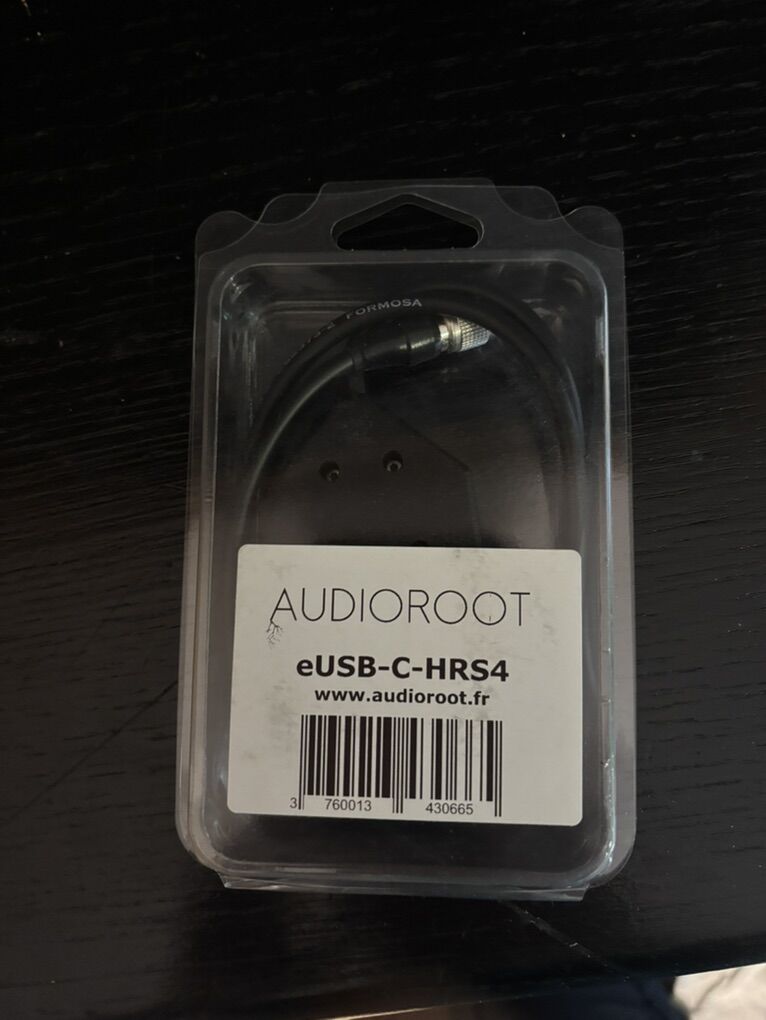 FORMOSA
AUDIOROOT
eUSB-C-HRS4
www.audioroot.fr
3 760013 430665